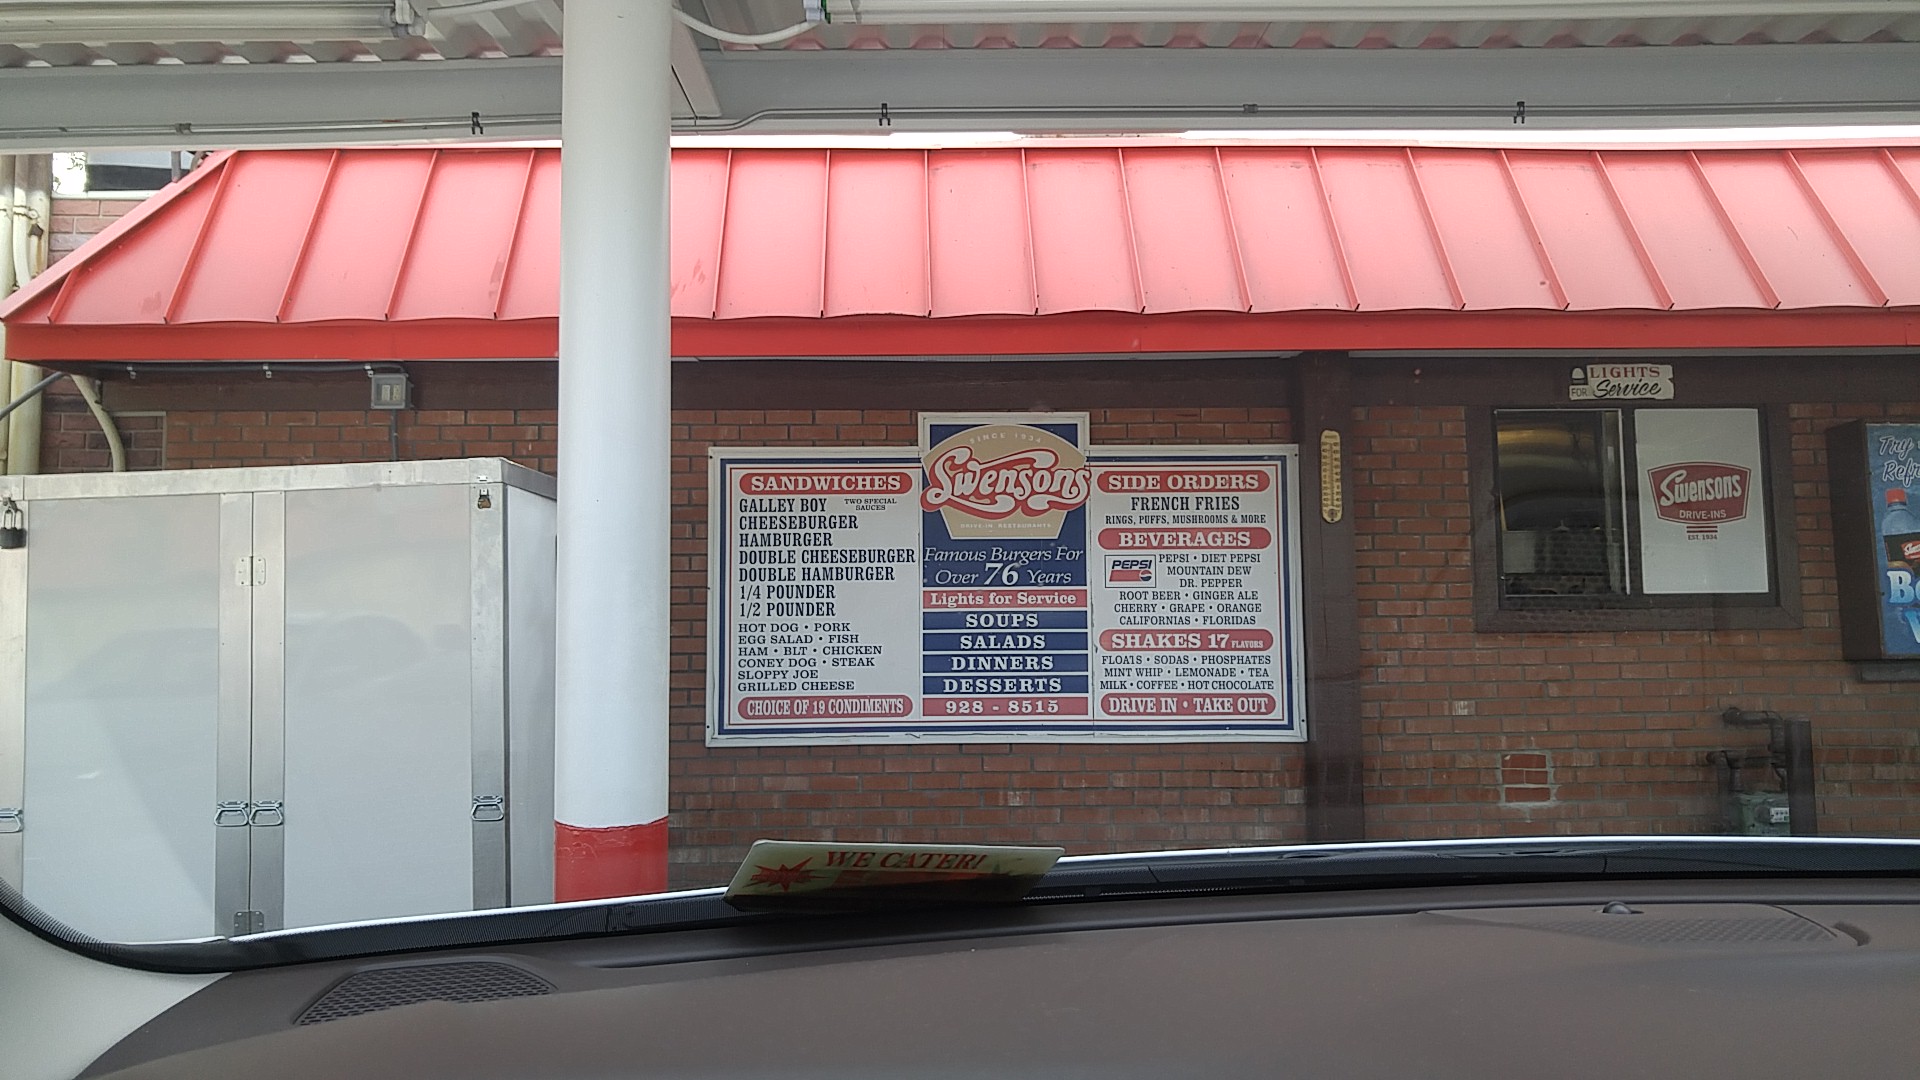 LIGHTS
FOR Service
SANDWICHES
GALLEY BOY TWO SPECIAL SAUCES
CHEESEBURGER
HAMBURGER
DOUBLE CHEESEBURGER
DOUBLE HAMBURGER
1/4 POUNDER
1/2 POUNDER
HOT DOG • PORK
EGG SALAD • FISH
HAM • BLT • CHICKEN
CONEY DOG • STEAK
SLOPPY JOE
GRILLED CHEESE
CHOICE OF 19 CONDIMENTS
SINCE 1934
Swensons
DRIVE-IN RESTAURANTS
Famous Burgers For
Over 76 Years
Lights for Service
SOUPS
SALADS
DINNERS
DESSERTS
928 - 8515
SIDE ORDERS
FRENCH FRIES
RINGS, PUFFS, MUSHROOMS & MORE
BEVERAGES
PEPSI
PEPSI • DIET PEPSI
MOUNTAIN DEW
DR. PEPPER
ROOT BEER • GINGER ALE
CHERRY • GRAPE • ORANGE
CALIFORNIAS • FLORIDAS
SHAKES 17 FLAVORS
FLOATS • SODAS • PHOSPHATES
MINT WHIP • LEMONADE • TEA
MILK • COFFEE • HOT CHOCOLATE
DRIVE IN • TAKE OUT
Swensons
DRIVE-INS
EST. 1934
Try
Refr
Bo
WE CATER!